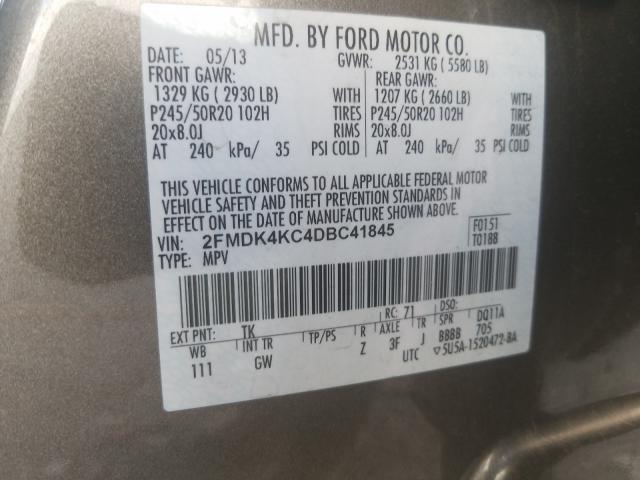 MFD. BY FORD MOTOR CO.
DATE: 05/13 GVWR: 2531 KG ( 5580 LB)
FRONT GAWR: REAR GAWR:
1329 KG ( 2930 LB) WITH 1207 KG ( 2660 LB) WITH
P245/50R20 102H TIRES P245/50R20 102H TIRES
20x8.0J RIMS 20x8.0J RIMS
AT 240 kPa/ 35 PSI COLD AT 240 kPa/ 35 PSI COLD
THIS VEHICLE CONFORMS TO ALL APPLICABLE FEDERAL MOTOR
VEHICLE SAFETY AND THEFT PREVENTION STANDARDS IN
EFFECT ON THE DATE OF MANUFACTURE SHOWN ABOVE.
VIN: 2FMDK4KC4DBC41845 F0151
TYPE: MPV T0188
EXT PNT: TK RC: 71 DSO:
WB INT TR TP/PS R AXLE TR SPR DQ11A
111 GW Z 3F J BBBB 705
UTC ▽5U5A-1520472-BA